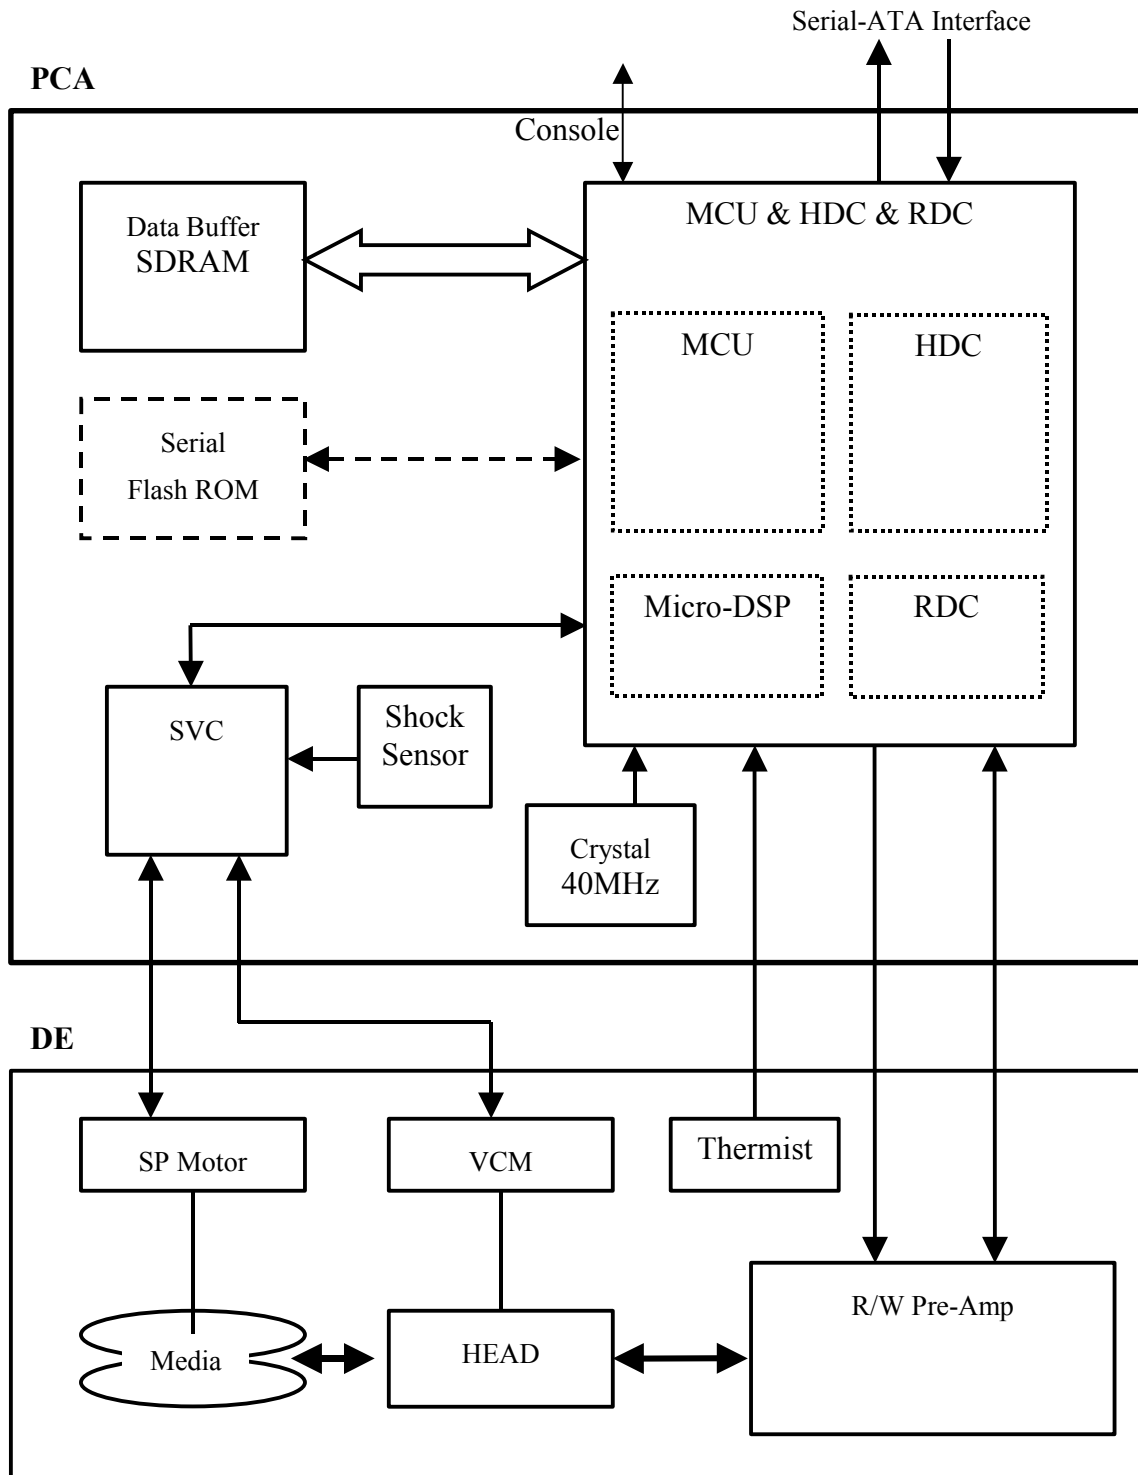 Serial-ATA Interface
PCA
Console
Data Buffer
SDRAM
MCU & HDC & RDC
MCU
HDC
Serial
Flash ROM
Micro-DSP
RDC
SVC
Shock
Sensor
Crystal
40MHz
DE
SP Motor
VCM
Thermist
R/W Pre-Amp
Media
HEAD